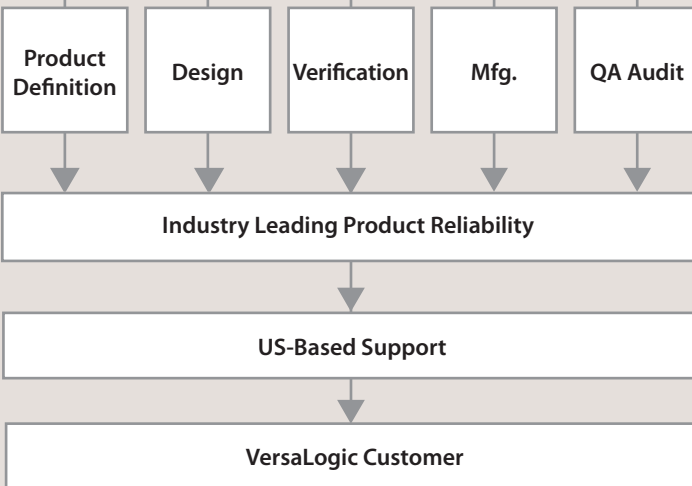 Product
Definition
Design
Verification
Mfg.
QA Audit
Industry Leading Product Reliability
US-Based Support
VersaLogic Customer